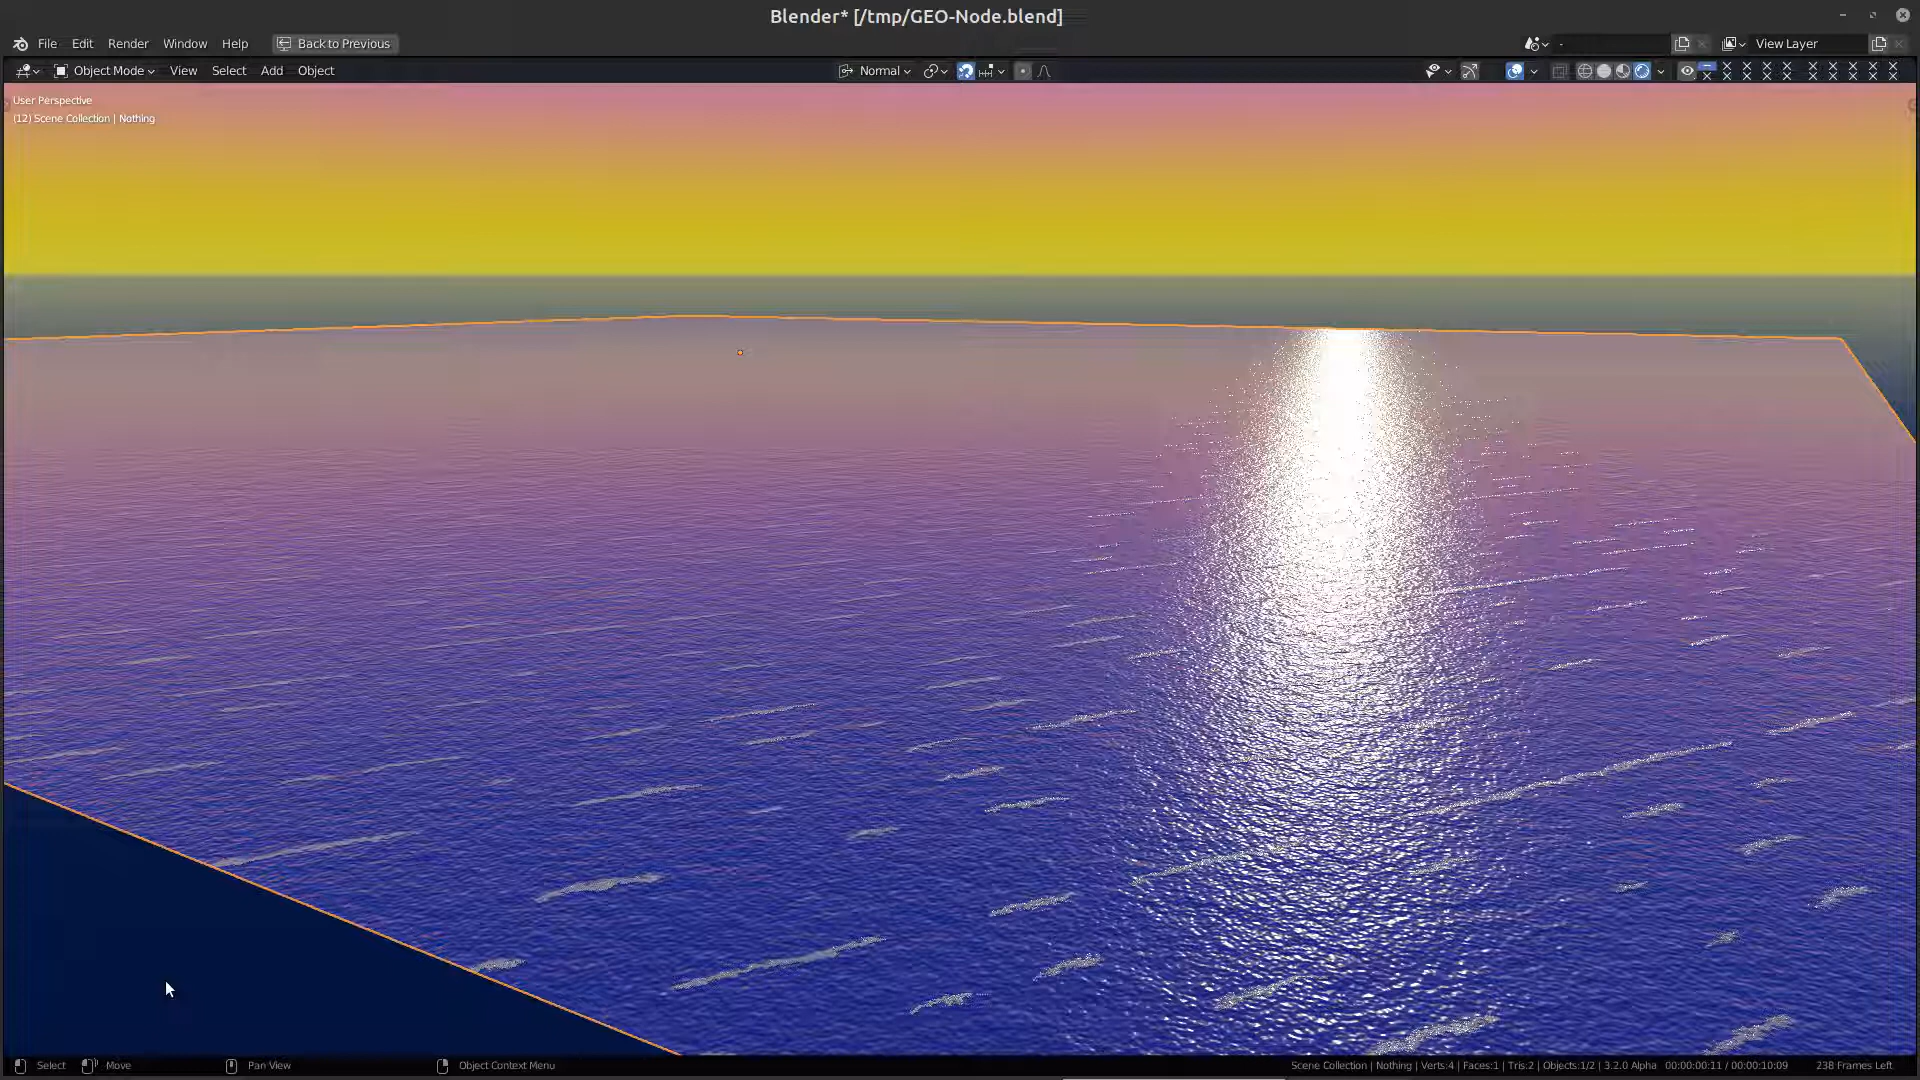 Blender* [/tmp/GEO-Node.blend]
File Edit Render Window Help Back to Previous
View Layer
Object Mode View Select Add Object
Normal
User Perspective
(12) Scene Collection | Nothing
Select Move Pan View Object Context Menu
Scene Collection | Nothing | Verts:4 | Faces:1 | Tris:2 | Objects:1/2 | 3.2.0 Alpha 00:00:00:11 / 00:00:10:09 238 Frames Left